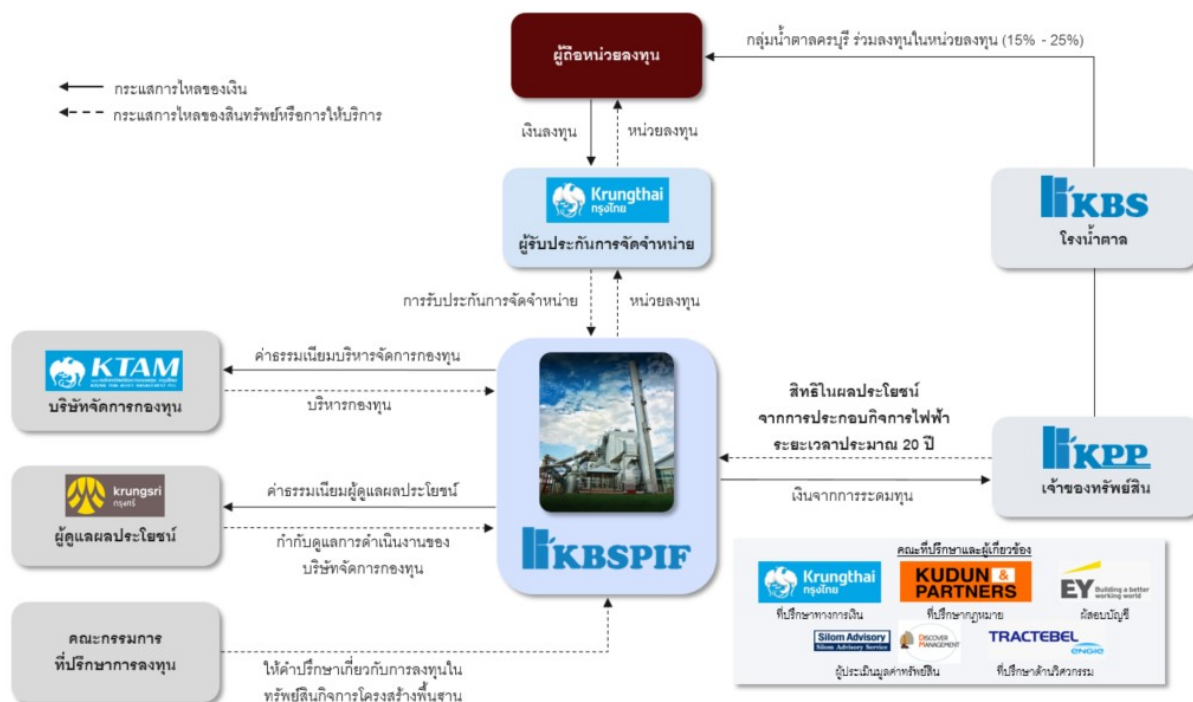 ผู้ถือหน่วยลงทุน
กลุ่มน้ำตาลครบุรี ร่วมลงทุนในหน่วยลงทุน (15% - 25%)
กระแสการไหลของเงิน
กระแสการไหลของสินทรัพย์หรือการให้บริการ
เงินลงทุน
หน่วยลงทุน
Krungthai
กรุงไทย
ผู้รับประกันการจัดจำหน่าย
KBS
โรงน้ำตาล
การรับประกันการจัดจำหน่าย
หน่วยลงทุน
KTAM
บริษัทจัดการกองทุน
ค่าธรรมเนียมบริหารจัดการกองทุน
บริหารกองทุน
สิทธิในผลประโยชน์
จากการประกอบกิจการไฟฟ้า
ระยะเวลาประมาณ 20 ปี
KPP
เจ้าของทรัพย์สิน
เงินจากการระดมทุน
krungsri
กรุงศรี
ผู้ดูแลผลประโยชน์
ค่าธรรมเนียมผู้ดูแลผลประโยชน์
กำกับดูแลการดำเนินงานของ
บริษัทจัดการกองทุน
KBSPIF
คณะกรรมการ
ที่ปรึกษาการลงทุน
ให้คำปรึกษาเกี่ยวกับการลงทุนใน
ทรัพย์สินกิจการโครงสร้างพื้นฐาน
คณะที่ปรึกษาและผู้เกี่ยวข้อง
Krungthai
กรุงไทย
ที่ปรึกษาทางการเงิน
KUDUN &
PARTNERS
ที่ปรึกษากฎหมาย
EY Building a better
working world
ผู้สอบบัญชี
Silom Advisory
Silom Advisory Service
DISCOVER
MANAGEMENT
ผู้ประเมินมูลค่าทรัพย์สิน
TRACTEBEL
ENGIE
ที่ปรึกษาด้านวิศวกรรม